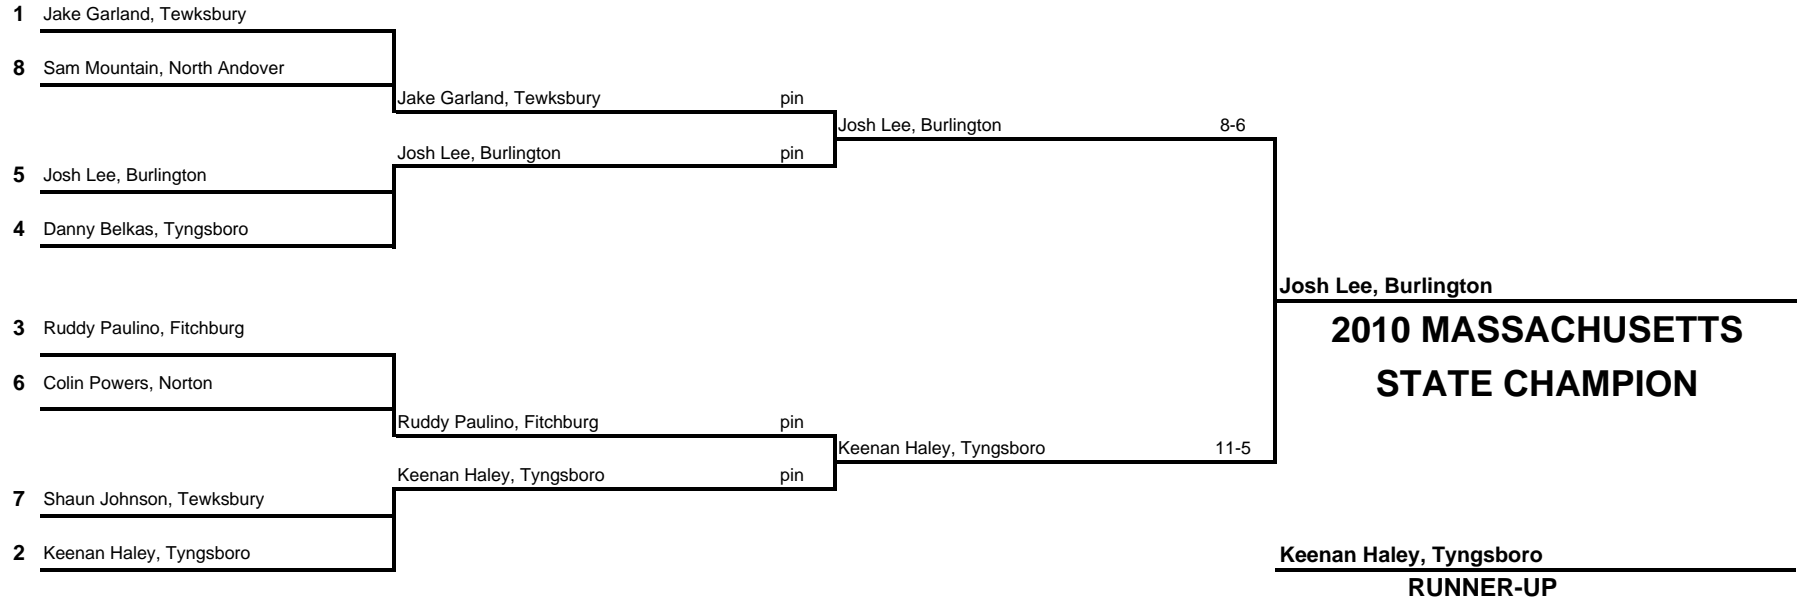 1 Jake Garland, Tewksbury
8 Sam Mountain, North Andover
Jake Garland, Tewksbury pin
Josh Lee, Burlington 8-6
Josh Lee, Burlington pin
5 Josh Lee, Burlington
4 Danny Belkas, Tyngsboro
Josh Lee, Burlington
3 Ruddy Paulino, Fitchburg
2010 MASSACHUSETTS
STATE CHAMPION
6 Colin Powers, Norton
Ruddy Paulino, Fitchburg pin
Keenan Haley, Tyngsboro 11-5
Keenan Haley, Tyngsboro pin
7 Shaun Johnson, Tewksbury
2 Keenan Haley, Tyngsboro
Keenan Haley, Tyngsboro
RUNNER-UP